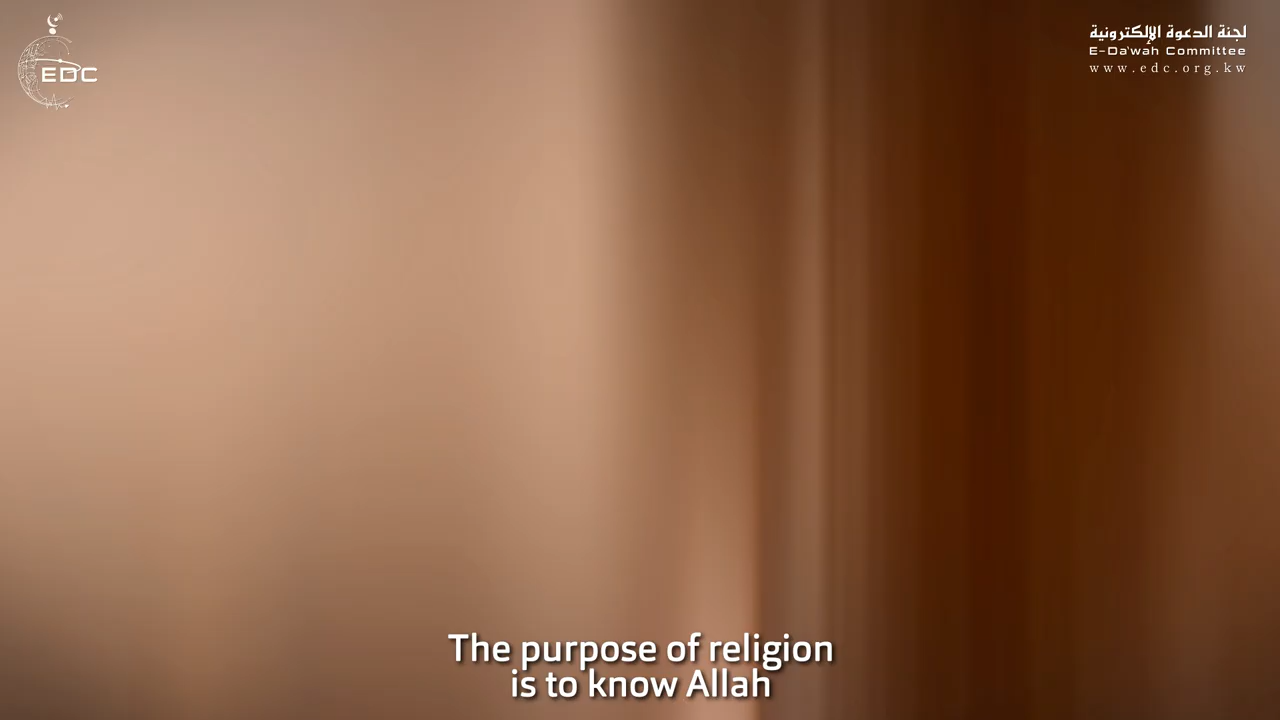 EDC
لجنة الدعوة الإلكترونية
E-Da'wah Committee
www.edc.org.kw
The purpose of religion
is to know Allah